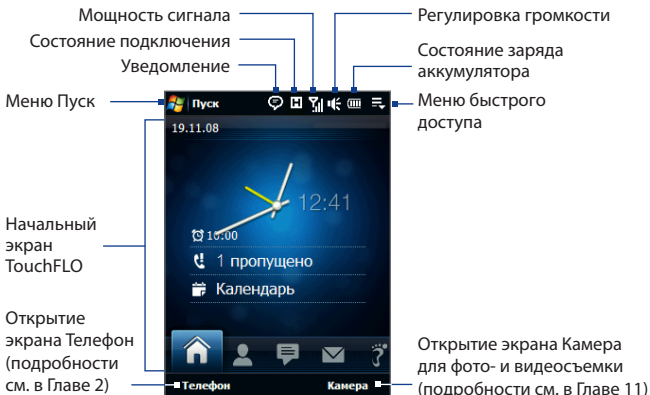 Мощность сигнала
Состояние подключения
Уведомление
Меню Пуск
Регулировка громкости
Состояние заряда
аккумулятора
Меню быстрого
доступа
Пуск
19.11.08
12:41
10:00
1 пропущено
Календарь
Начальный
экран
TouchFLO
Открытие
экрана Телефон
(подробности
см. в Главе 2)
Телефон
Камера
Открытие экрана Камера
для фото- и видеосъемки
(подробности см. в Главе 11)